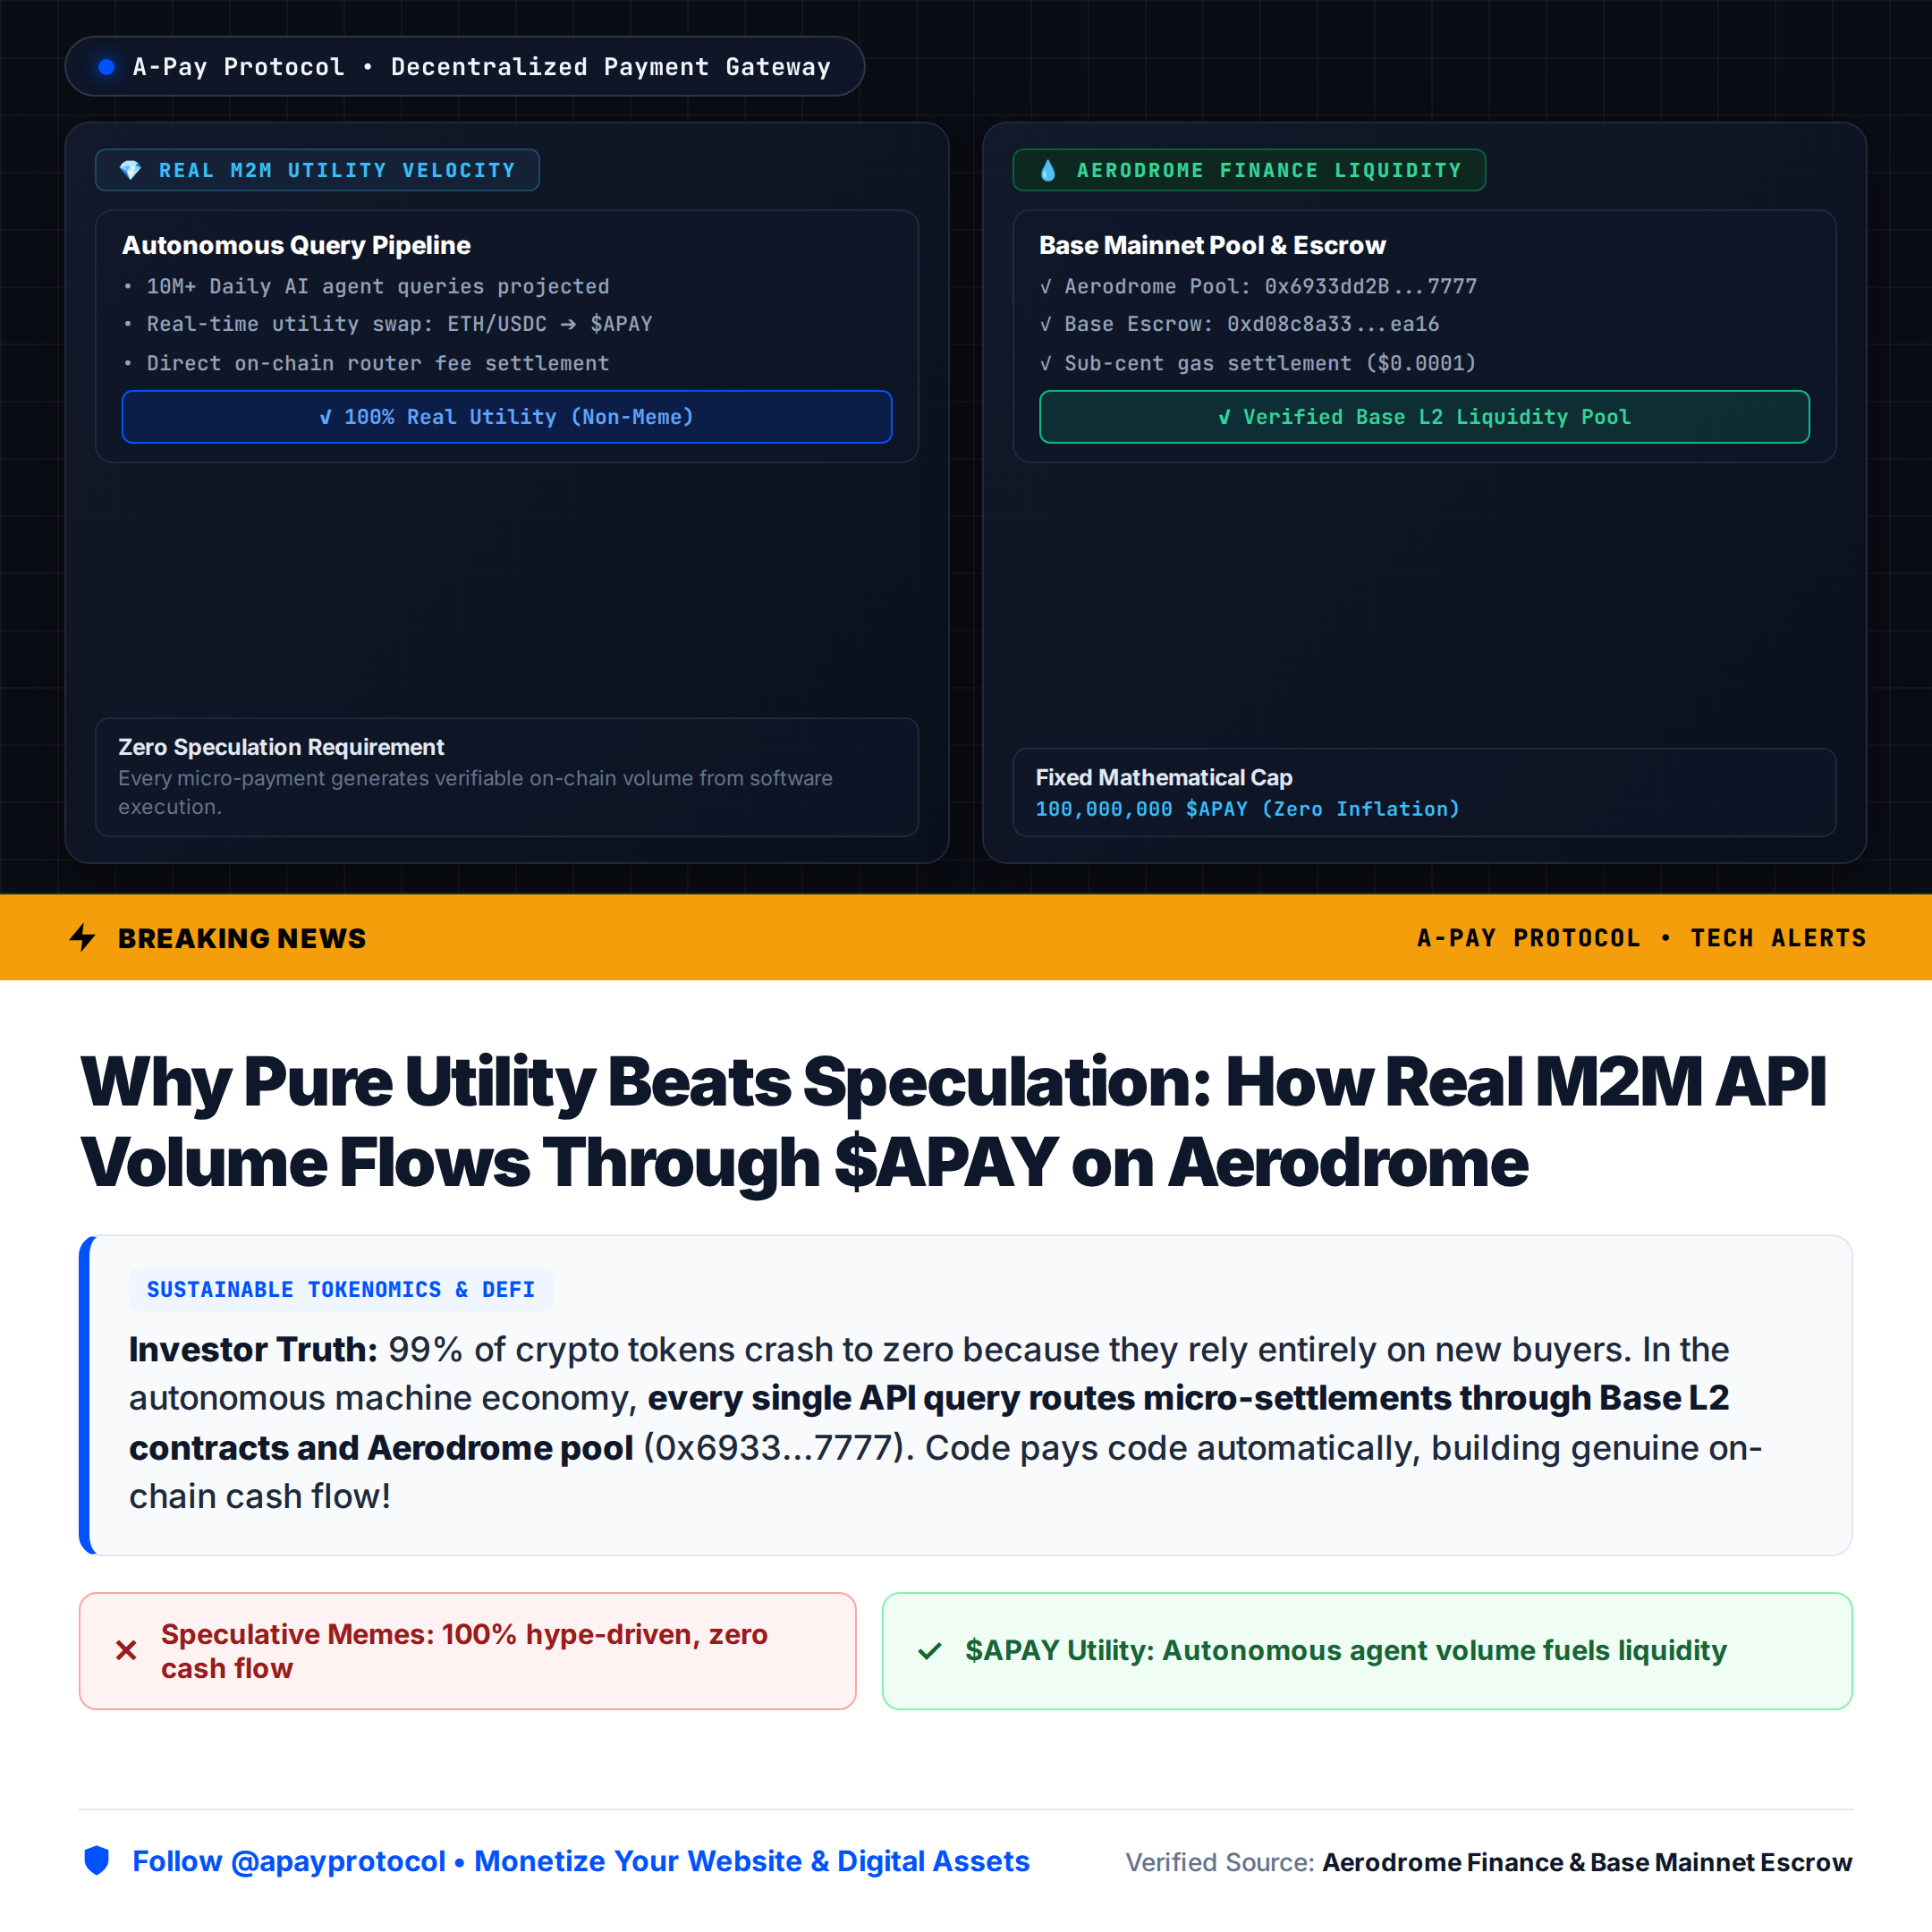 A-Pay Protocol • Decentralized Payment Gateway
💎 REAL M2M UTILITY VELOCITY
Autonomous Query Pipeline
• 10M+ Daily AI agent queries projected
• Real-time utility swap: ETH/USDC → $APAY
• Direct on-chain router fee settlement
√ 100% Real Utility (Non-Meme)
Zero Speculation Requirement
Every micro-payment generates verifiable on-chain volume from software
execution.
💧 AERODROME FINANCE LIQUIDITY
Base Mainnet Pool & Escrow
√ Aerodrome Pool: 0x6933dd2B...7777
√ Base Escrow: 0xd08c8a33...ea16
√ Sub-cent gas settlement ($0.0001)
√ Verified Base L2 Liquidity Pool
Fixed Mathematical Cap
100,000,000 $APAY (Zero Inflation)
BREAKING NEWS
A-PAY PROTOCOL • TECH ALERTS
Why Pure Utility Beats Speculation: How Real M2M API
Volume Flows Through $APAY on Aerodrome
SUSTAINABLE TOKENOMICS & DEFI
Investor Truth: 99% of crypto tokens crash to zero because they rely entirely on new buyers. In the
autonomous machine economy, every single API query routes micro-settlements through Base L2
contracts and Aerodrome pool (0x6933...7777). Code pays code automatically, building genuine on-
chain cash flow!
✕ Speculative Memes: 100% hype-driven, zero
cash flow
✓ $APAY Utility: Autonomous agent volume fuels liquidity
Follow @apayprotocol • Monetize Your Website & Digital Assets
Verified Source: Aerodrome Finance & Base Mainnet Escrow